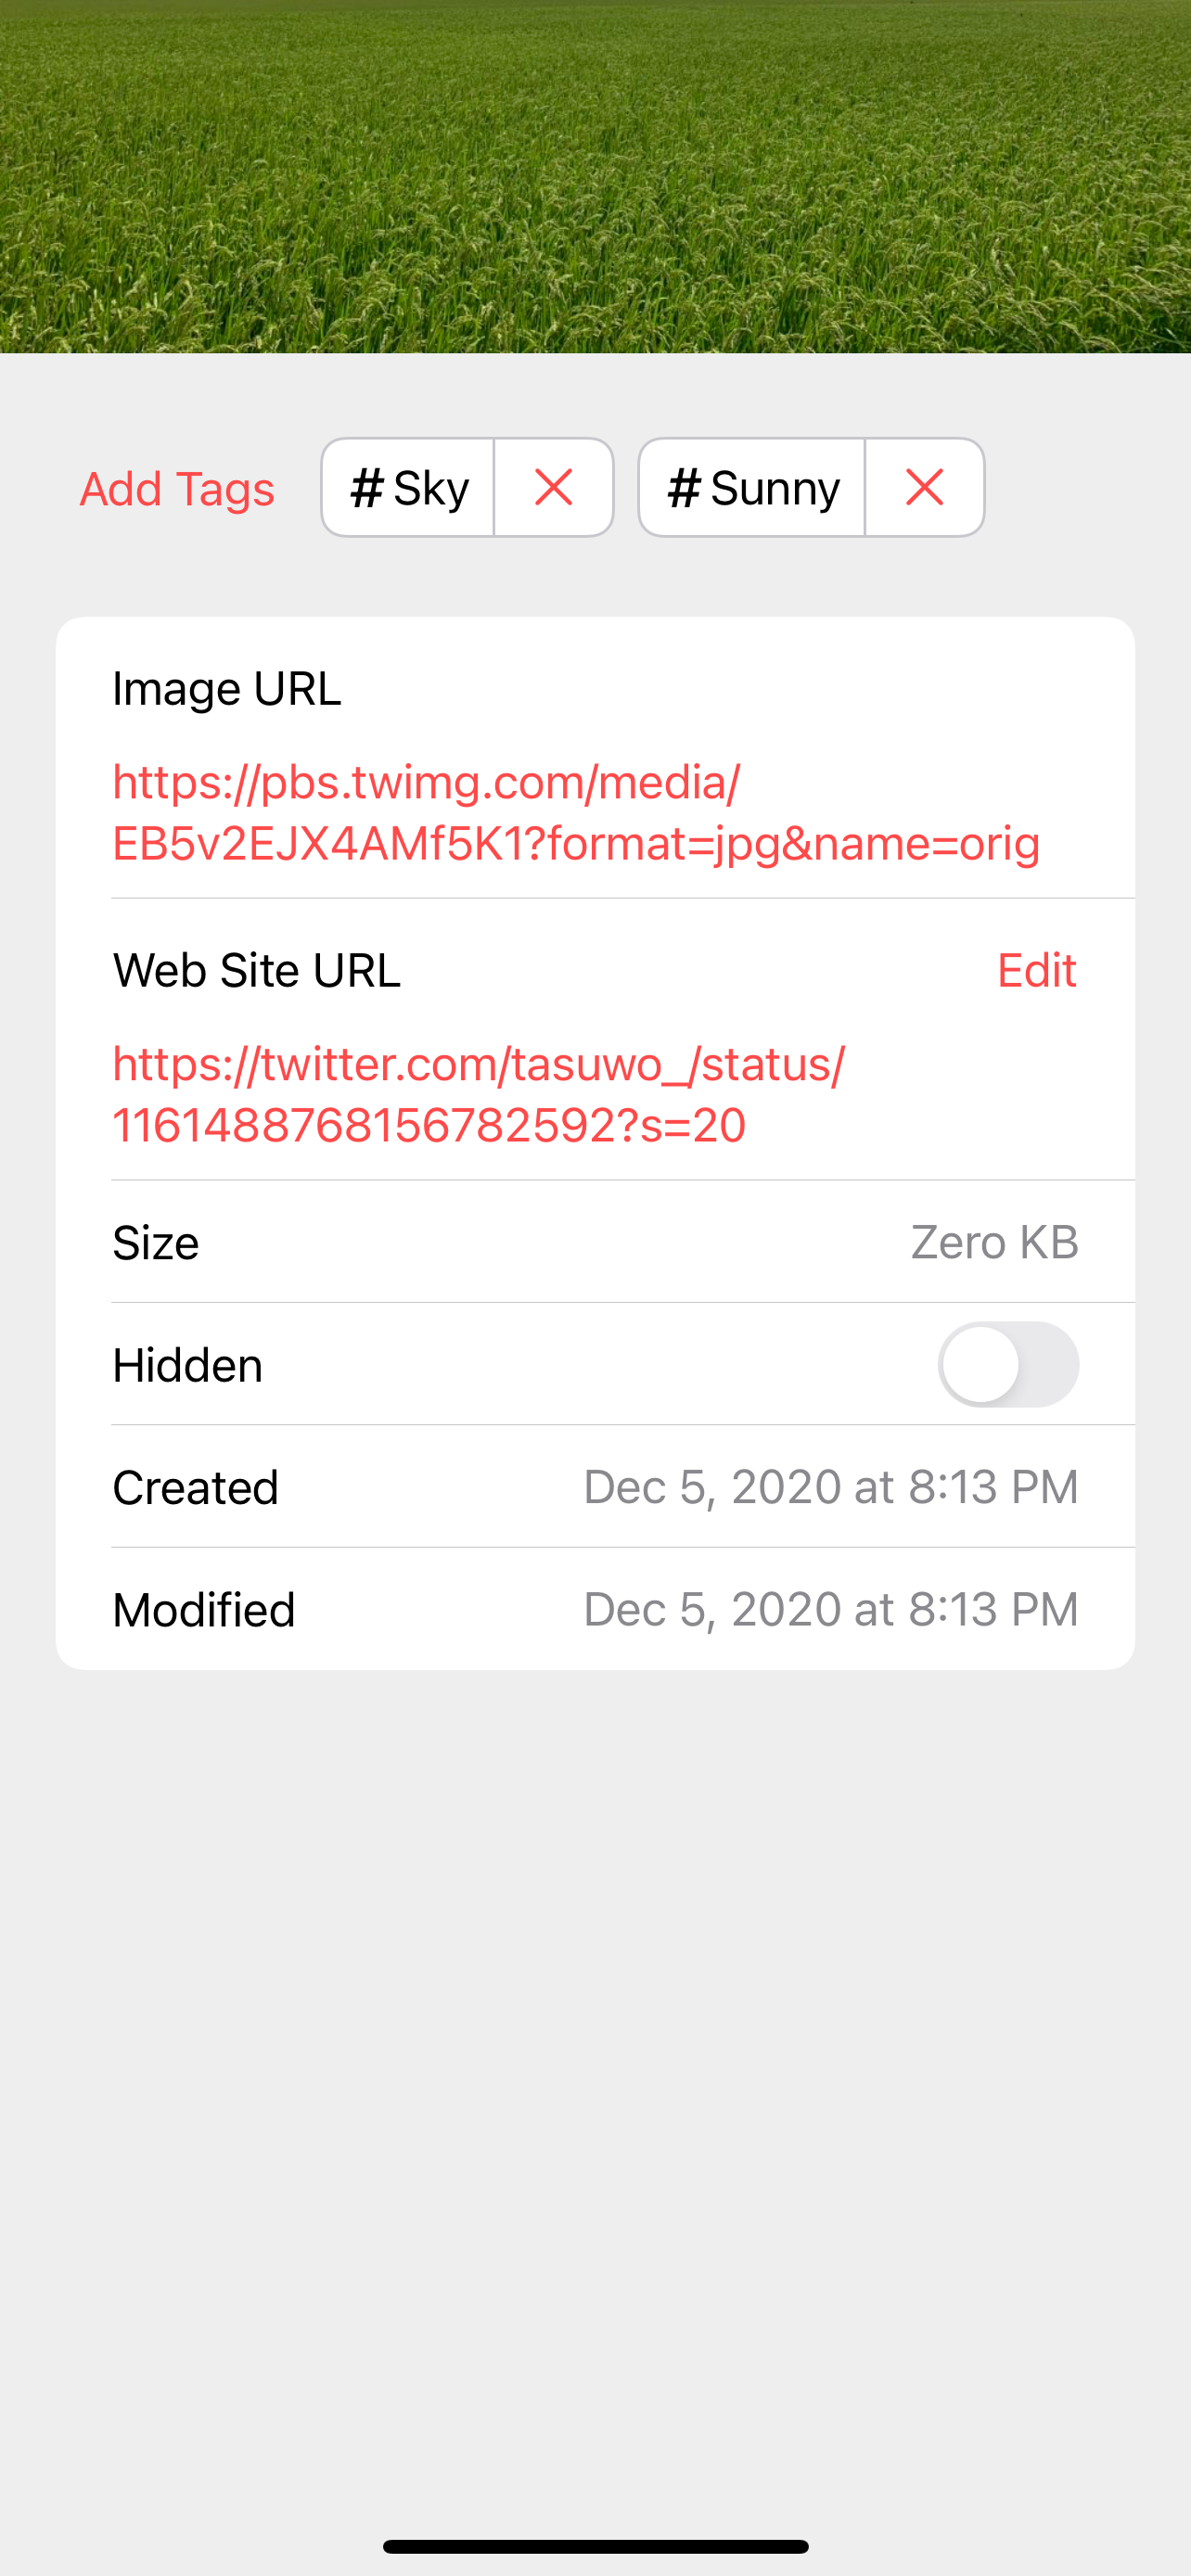 Add Tags #Sky #Sunny
Image URL
https://pbs.twimg.com/media/
EB5v2EJX4AMf5K1?format=jpg&name=orig
Web Site URL Edit
https://twitter.com/tasuwo_/status/
1161488768156782592?s=20
Size Zero KB
Hidden
Created Dec 5, 2020 at 8:13 PM
Modified Dec 5, 2020 at 8:13 PM